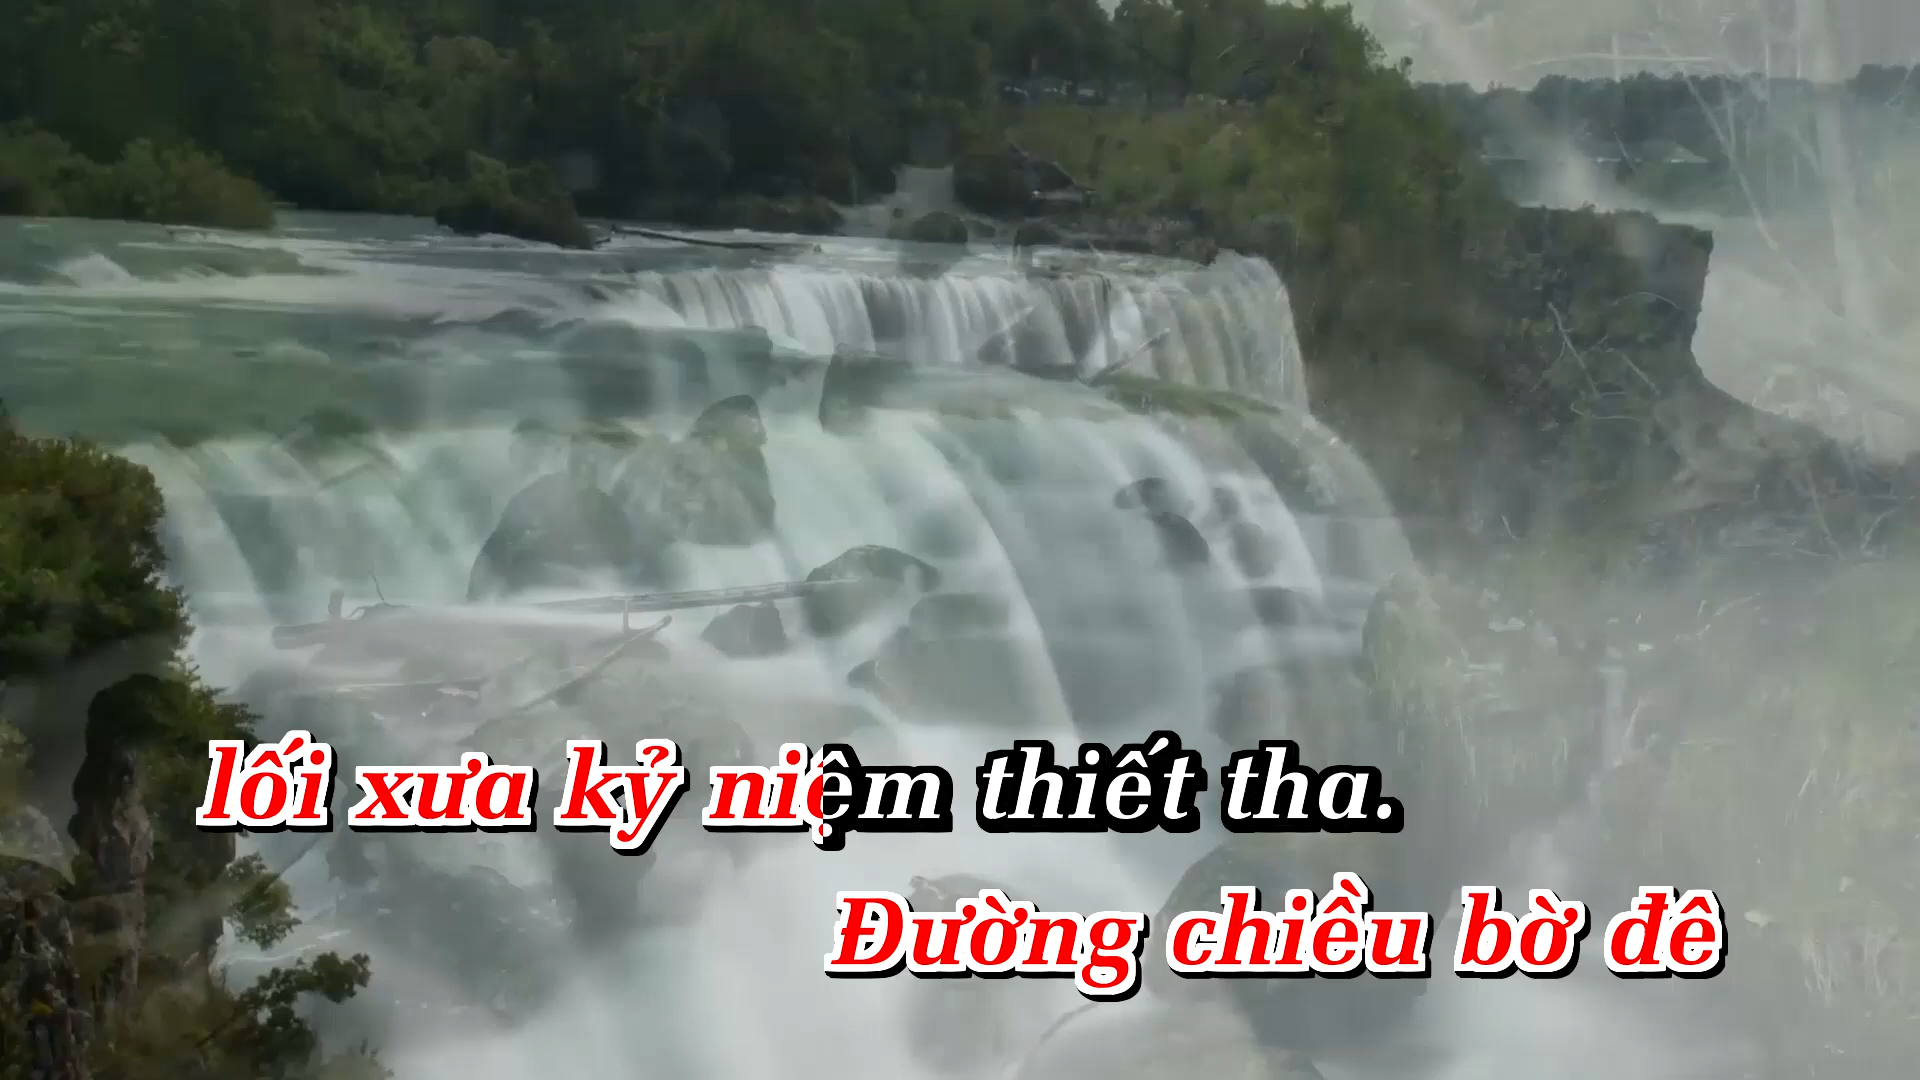 lối xưa kỷ niệm thiết tha.
Đường chiều bờ đê